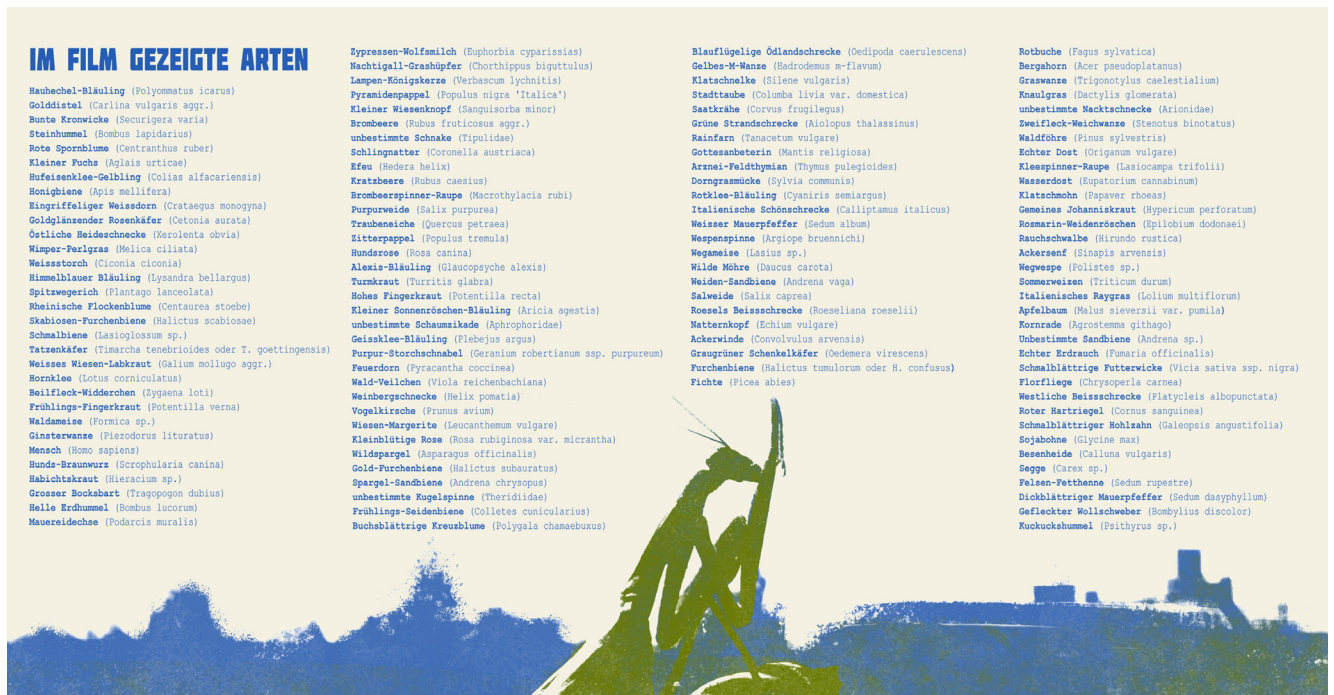 IM FILM GEZEIGTE ARTEN
Hauhechel-Bläuling (Polyommatus icarus)
Golddistel (Carlina vulgaris aggr.)
Bunte Kronwicke (Securigera varia)
Steinhummel (Bombus lapidarius)
Rote Spornblume (Centranthus ruber)
Kleiner Fuchs (Aglais urticae)
Hufeisenklee-Gelbling (Colias alfacariensis)
Honigbiene (Apis mellifera)
Eingriffeliger Weissdorn (Crataegus monogyna)
Goldglänzender Rosenkäfer (Cetonia aurata)
Östliche Heideschnecke (Xerolenta obvia)
Wimper-Perlgras (Melica ciliata)
Weissstorch (Ciconia ciconia)
Himmelblauer Bläuling (Lysandra bellargus)
Spitzwegerich (Plantago lanceolata)
Rheinische Flockenblume (Centaurea stoebe)
Skabiosen-Furchenbiene (Halictus scabiosae)
Schmalbiene (Lasioglossum sp.)
Tatzenkäfer (Timarcha tenebrioides oder T. goettingensis)
Weisses Wiesen-Labkraut (Galium mollugo aggr.)
Hornklee (Lotus corniculatus)
Beilfleck-Widderchen (Zygaena loti)
Frühlings-Fingerkraut (Potentilla verna)
Waldameise (Formica sp.)
Ginsterwanze (Piezodorus lituratus)
Mensch (Homo sapiens)
Hunds-Braunwurz (Scrophularia canina)
Habichtskraut (Hieracium sp.)
Grosser Bocksbart (Tragopogon dubius)
Helle Erdhummel (Bombus lucorum)
Mauereidechse (Podarcis muralis)
Zypressen-Wolfsmilch (Euphorbia cyparissias)
Nachtigall-Grashüpfer (Chorthippus biguttulus)
Lampen-Königskerze (Verbascum lychnitis)
Pyramidenpappel (Populus nigra 'Italica')
Kleiner Wiesenknopf (Sanguisorba minor)
Brombeere (Rubus fruticosus aggr.)
unbestimmte Schnake (Tipulidae)
Schlingnatter (Coronella austriaca)
Efeu (Hedera helix)
Kratzbeere (Rubus caesius)
Brombeerspinner-Raupe (Macrothylacia rubi)
Purpurweide (Salix purpurea)
Traubeneiche (Quercus petraea)
Zitterpappel (Populus tremula)
Hundsrose (Rosa canina)
Alexis-Bläuling (Glaucopsyche alexis)
Turmkraut (Turritis glabra)
Hohes Fingerkraut (Potentilla recta)
Kleiner Sonnenröschen-Bläuling (Aricia agestis)
unbestimmte Schaumzikade (Aphrophoridae)
Geissklee-Bläuling (Plebejus argus)
Purpur-Storchschnabel (Geranium robertianum ssp. purpureum)
Feuerdorn (Pyracantha coccinea)
Wald-Veilchen (Viola reichenbachiana)
Weinbergschnecke (Helix pomatia)
Vogelkirsche (Prunus avium)
Wiesen-Margerite (Leucanthemum vulgare)
Kleinblütige Rose (Rosa rubiginosa var. micrantha)
Wildspargel (Asparagus officinalis)
Gold-Furchenbiene (Halictus subauratus)
Spargel-Sandbiene (Andrena chrysopus)
unbestimmte Kugelspinne (Theridiidae)
Frühlings-Seidenbiene (Colletes cunicularius)
Buchsblättrige Kreuzblume (Polygala chamaebuxus)
Blauflügelige Ödlandschrecke (Oedipoda caerulescens)
Gelbes-M-Wanze (Hadrodemus m-flavum)
Klatschnelke (Silene vulgaris)
Stadttaube (Columba livia var. domestica)
Saatkrähe (Corvus frugilegus)
Grüne Strandschrecke (Aiolopus thalassinus)
Rainfarn (Tanacetum vulgare)
Gottesanbeterin (Mantis religiosa)
Arznei-Feldthymian (Thymus pulegioides)
Dorngrasmücke (Sylvia communis)
Rotklee-Bläuling (Cyaniris semiargus)
Italienische Schönschrecke (Calliptamus italicus)
Weisser Mauerpfeffer (Sedum album)
Wespenspinne (Argiope bruennichi)
Wegameise (Lasius sp.)
Wilde Möhre (Daucus carota)
Weiden-Sandbiene (Andrena vaga)
Salweide (Salix caprea)
Roesels Beissschrecke (Roeseliana roeselii)
Natternkopf (Echium vulgare)
Ackerwinde (Convolvulus arvensis)
Graugrüner Schenkelkäfer (Oedemera virescens)
Furchenbiene (Halictus tumulorum oder H. confusus)
Fichte (Picea abies)
Rotbuche (Fagus sylvatica)
Bergahorn (Acer pseudoplatanus)
Graswanze (Trigonotylus caelestialium)
Knaulgras (Dactylis glomerata)
unbestimmte Nacktschnecke (Arionidae)
Zweifleck-Weichwanze (Stenotus binotatus)
Waldföhre (Pinus sylvestris)
Echter Dost (Origanum vulgare)
Kleespinner-Raupe (Lasiocampa trifolii)
Wasserdost (Eupatorium cannabinum)
Klatschmohn (Papaver rhoeas)
Gemeines Johanniskraut (Hypericum perforatum)
Rosmarin-Weidenröschen (Epilobium dodonaei)
Rauchschwalbe (Hirundo rustica)
Ackersenf (Sinapis arvensis)
Wegwespe (Polistes sp.)
Sommerweizen (Triticum durum)
Italienisches Raygras (Lolium multiflorum)
Apfelbaum (Malus sieversii var. pumila)
Kornrade (Agrostemma githago)
Unbestimmte Sandbiene (Andrena sp.)
Echter Erdrauch (Fumaria officinalis)
Schmalblättrige Futterwicke (Vicia sativa ssp. nigra)
Florfliege (Chrysoperla carnea)
Westliche Beissschrecke (Platycleis albopunctata)
Roter Hartriegel (Cornus sanguinea)
Schmalblättriger Hohlzahn (Galeopsis angustifolia)
Sojabohne (Glycine max)
Besenheide (Calluna vulgaris)
Segge (Carex sp.)
Felsen-Fetthenne (Sedum rupestre)
Dickblättriger Mauerpfeffer (Sedum dasyphyllum)
Gefleckter Wollschweber (Bombylius discolor)
Kuckuckshummel (Psithyrus sp.)